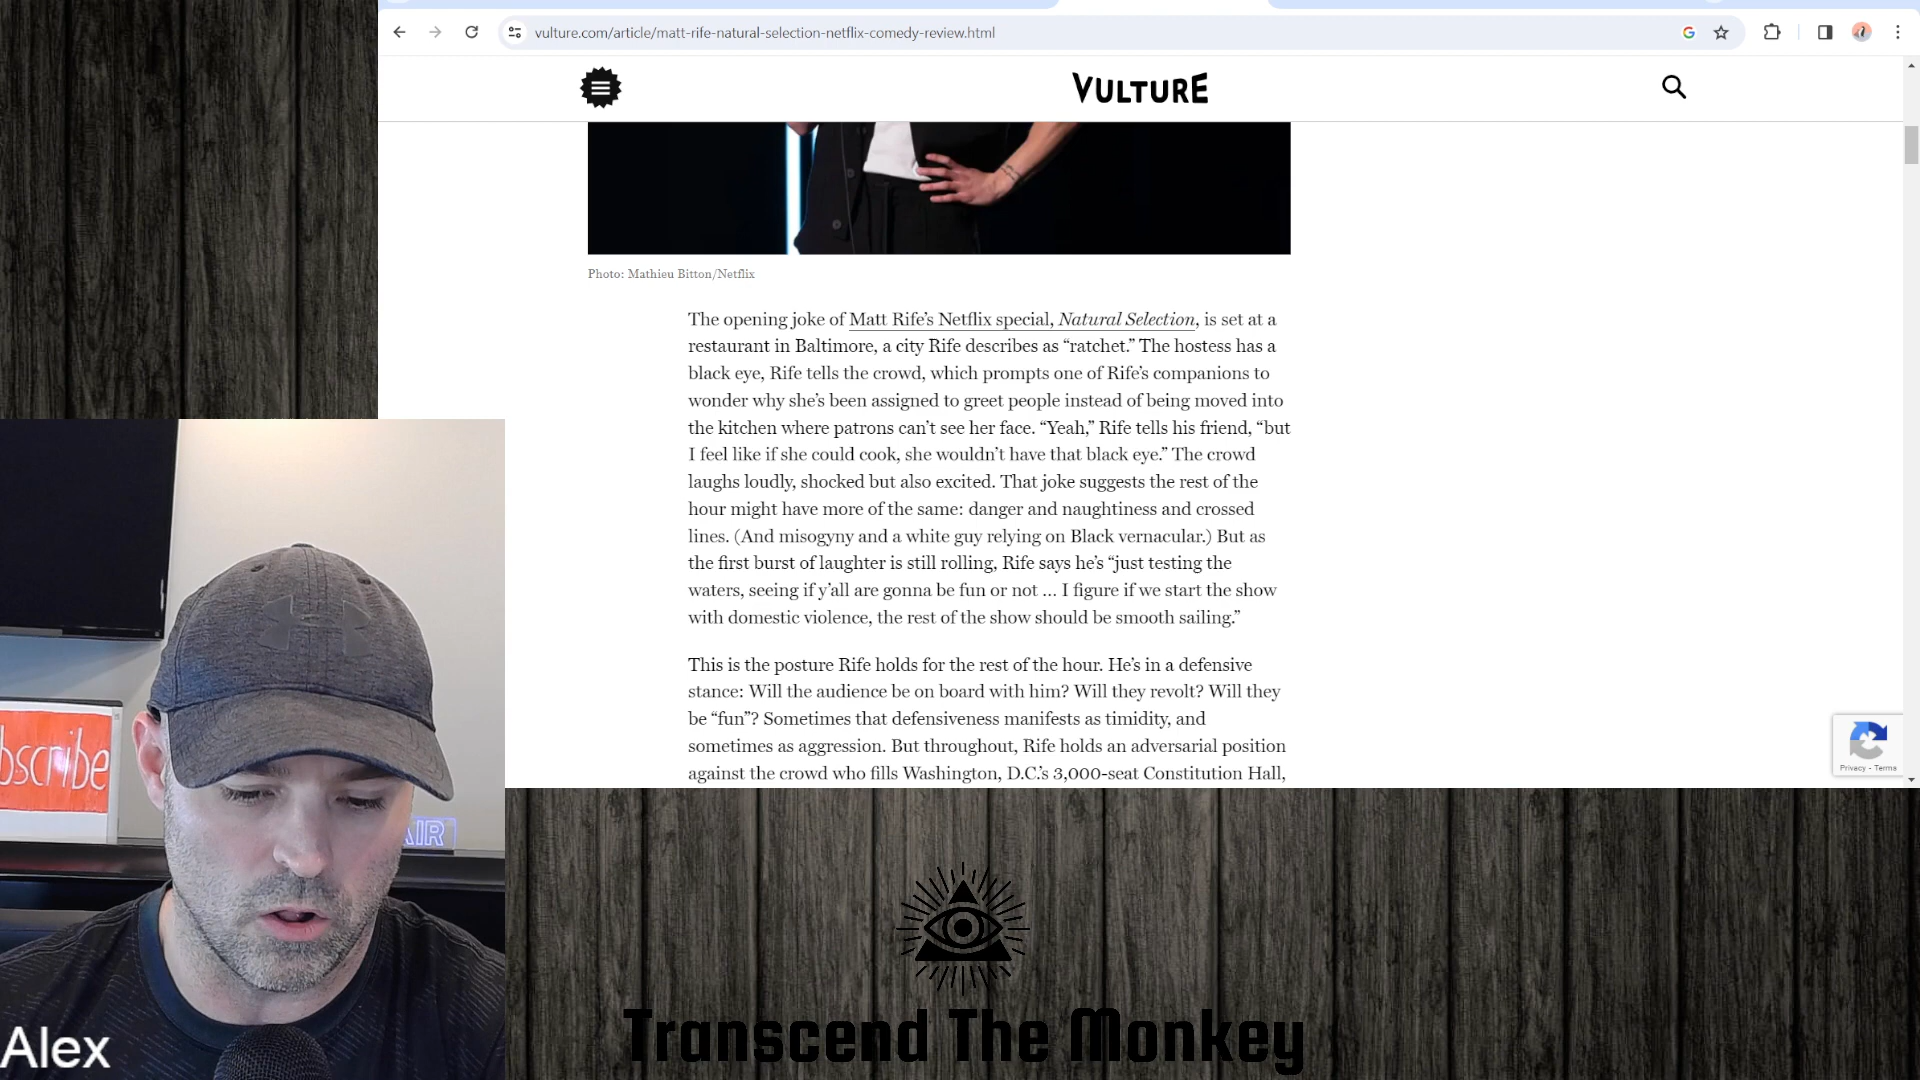 vulture.com/article/matt-rife-natural-selection-netflix-comedy-review.html
VULTURE
Photo: Mathieu Bitton/Netflix
The opening joke of Matt Rife’s Netflix special, Natural Selection, is set at a
restaurant in Baltimore, a city Rife describes as “ratchet.” The hostess has a
black eye, Rife tells the crowd, which prompts one of Rife’s companions to
wonder why she’s been assigned to greet people instead of being moved into
the kitchen where patrons can’t see her face. “Yeah,” Rife tells his friend, “but
I feel like if she could cook, she wouldn’t have that black eye.” The crowd
laughs loudly, shocked but also excited. That joke suggests the rest of the
hour might have more of the same: danger and naughtiness and crossed
lines. (And misogyny and a white guy relying on Black vernacular.) But as
the first burst of laughter is still rolling, Rife says he’s “just testing the
waters, seeing if y’all are gonna be fun or not … I figure if we start the show
with domestic violence, the rest of the show should be smooth sailing.”
This is the posture Rife holds for the rest of the hour. He’s in a defensive
stance: Will the audience be on board with him? Will they revolt? Will they
be “fun”? Sometimes that defensiveness manifests as timidity, and
sometimes as aggression. But throughout, Rife holds an adversarial position
against the crowd who fills Washington, D.C.’s 3,000-seat Constitution Hall,
Privacy - Terms
bscribe
AIR
Alex
Transcend The Monkey